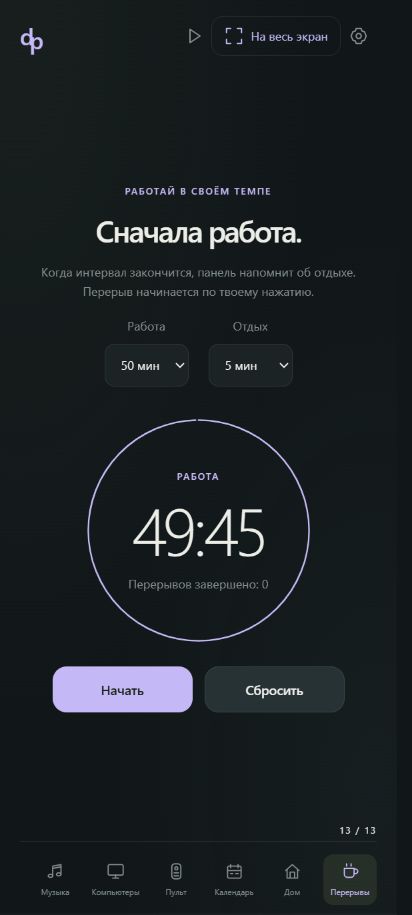 dp
На весь экран
РАБОТАЙ В СВОЁМ ТЕМПЕ
Сначала работа.
Когда интервал закончится, панель напомнит об отдыхе.
Перерыв начинается по твоему нажатию.
Работа Отдых
50 мин 5 мин
РАБОТА
49:45
Перерывов завершено: 0
Начать Сбросить
13 / 13
Музыка Компьютеры Пульт Календарь Дом Перерывы